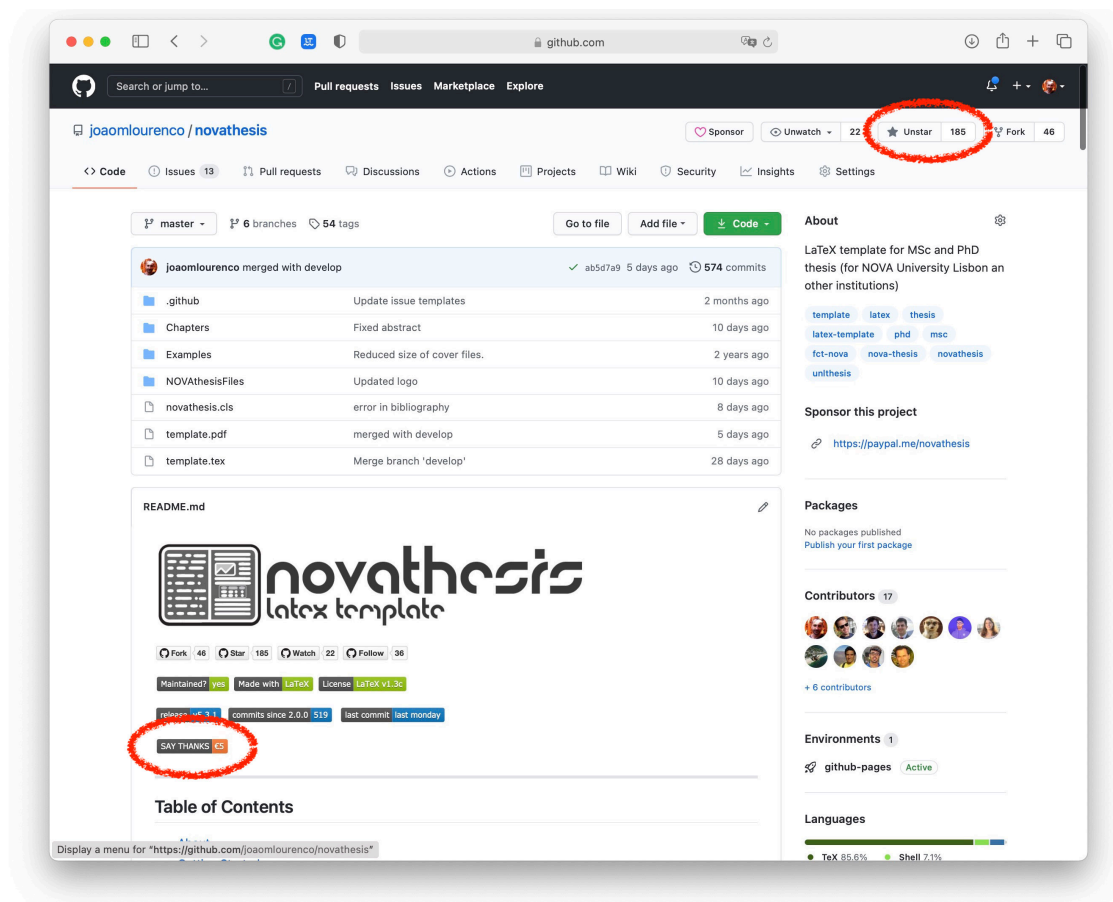 github.com
Search or jump to... / Pull requests Issues Marketplace Explore
joaomlourenco / novathesis Sponsor Unwatch 22 Unstar 185 Fork 46
<> Code Issues 13 Pull requests Discussions Actions Projects Wiki Security Insights Settings
master 6 branches 54 tags Go to file Add file Code
joaomlourenco merged with develop ab5d7a9 5 days ago 574 commits
.github Update issue templates 2 months ago
Chapters Fixed abstract 10 days ago
Examples Reduced size of cover files. 2 years ago
NOVAthesisFiles Updated logo 10 days ago
novathesis.cls error in bibliography 8 days ago
template.pdf merged with develop 5 days ago
template.tex Merge branch 'develop' 28 days ago
README.md
novathesis
latex template
Fork 46 Star 185 Watch 22 Follow 36
Maintained? yes Made with LaTeX License LaTeX v1.3c
release v5.3.1 commits since 2.0.0 519 last commit last monday
SAY THANKS €5
Table of Contents
Display a menu for "https://github.com/joaomlourenco/novathesis"
About
LaTeX template for MSc and PhD
thesis (for NOVA University Lisbon an
other institutions)
template latex thesis
latex-template phd msc
fct-nova nova-thesis novathesis
unlthesis
Sponsor this project
https://paypal.me/novathesis
Packages
No packages published
Publish your first package
Contributors 17
+ 6 contributors
Environments 1
github-pages Active
Languages
TeX 85.6% Shell 7.1%